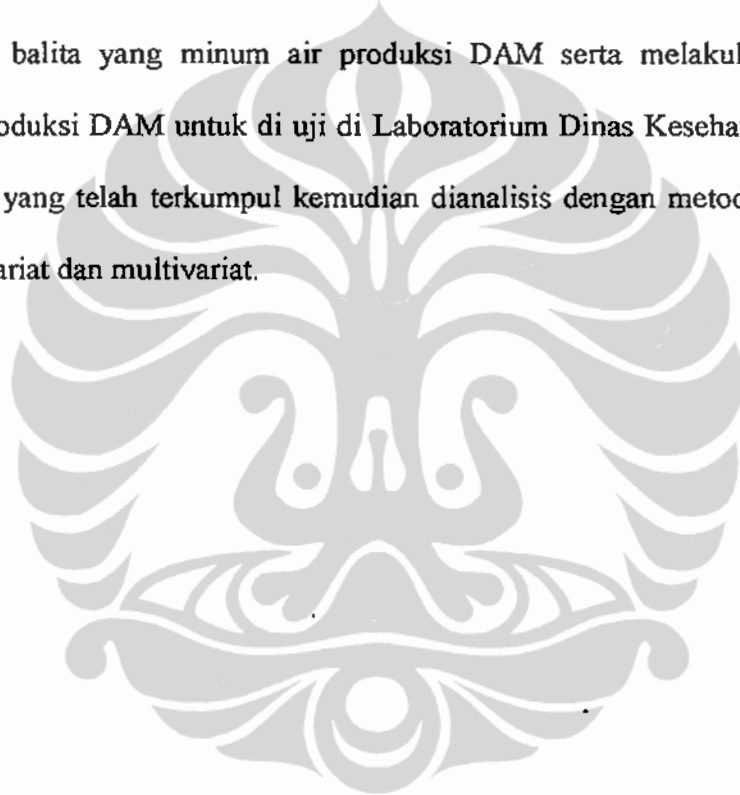 balita yang minum air produksi DAM serta melakul
oduksi DAM untuk di uji di Laboratorium Dinas Keseha
yang telah terkumpul kemudian dianalisis dengan metod
ariat dan multivariat.